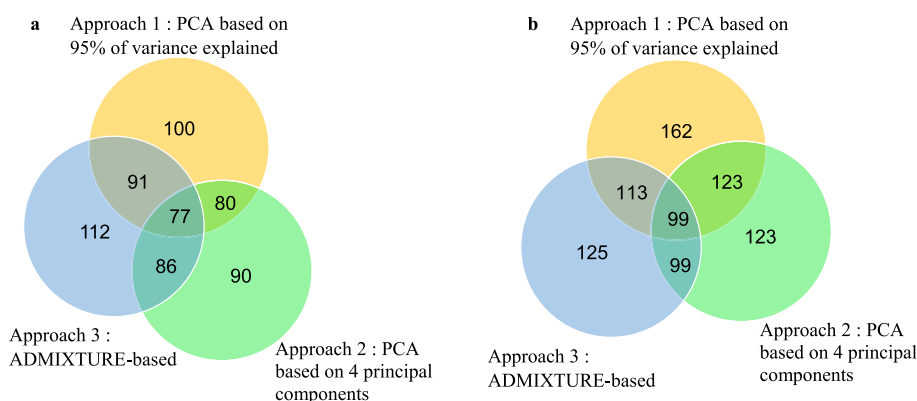 a
Approach 1 : PCA based on
95% of variance explained
100
91
77
80
112
86
90
Approach 3 :
ADMIXTURE-based
Approach 2 : PCA
based on 4 principal
components
b
Approach 1 : PCA based on
95% of variance explained
162
113
123
99
125
99
123
Approach 3 :
ADMIXTURE-based
Approach 2 : PCA
based on 4 principal
components